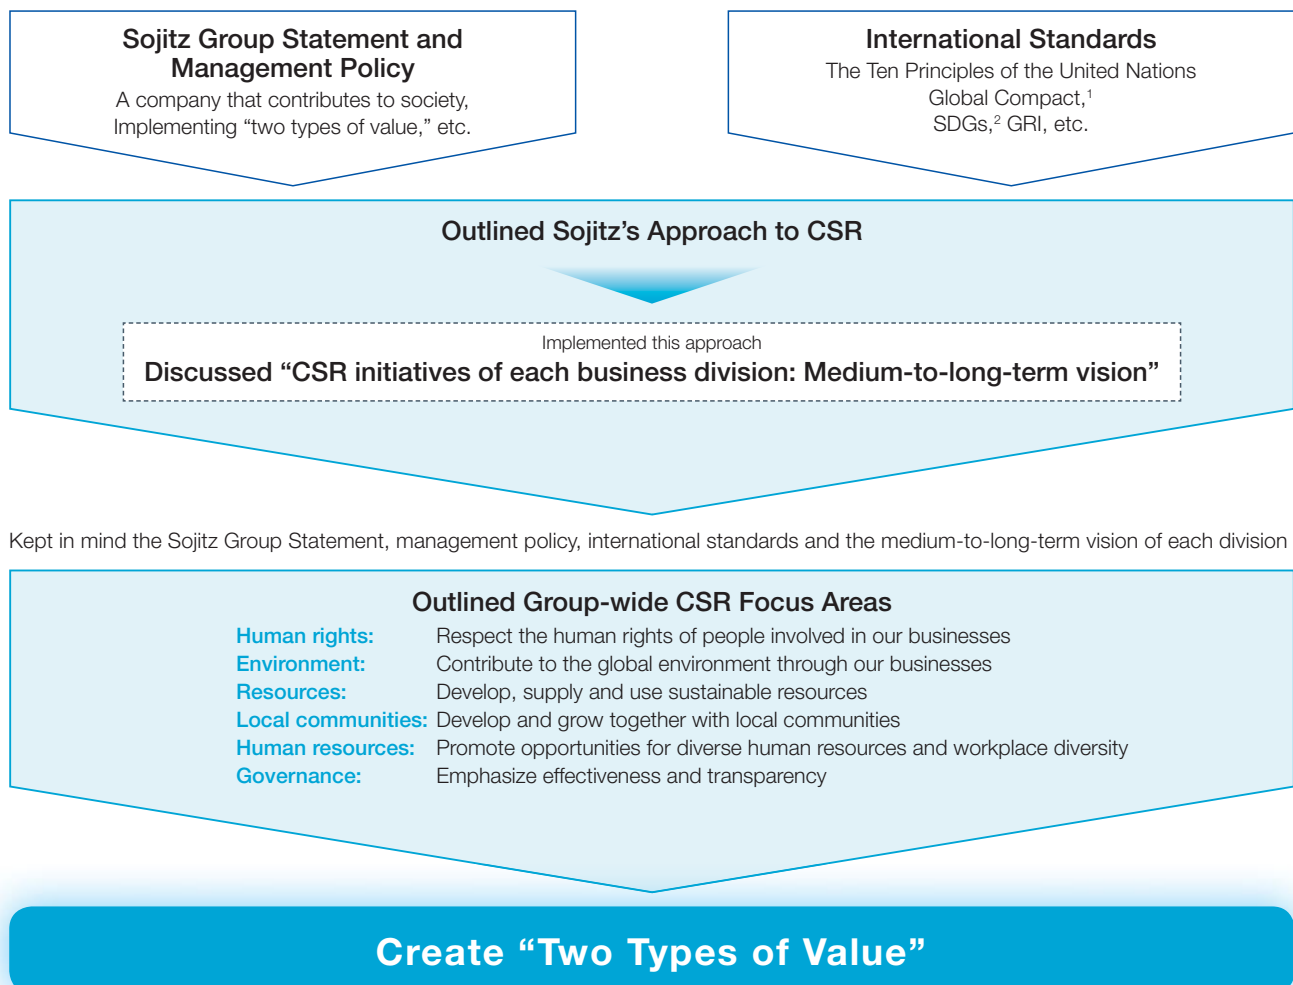 Sojitz Group Statement and
Management Policy
A company that contributes to society,
Implementing “two types of value,” etc.
International Standards
The Ten Principles of the United Nations
Global Compact,¹
SDGs,² GRI, etc.
Outlined Sojitz’s Approach to CSR
Implemented this approach
Discussed “CSR initiatives of each business division: Medium-to-long-term vision”
Kept in mind the Sojitz Group Statement, management policy, international standards and the medium-to-long-term vision of each division
Outlined Group-wide CSR Focus Areas
Human rights: Respect the human rights of people involved in our businesses
Environment: Contribute to the global environment through our businesses
Resources: Develop, supply and use sustainable resources
Local communities: Develop and grow together with local communities
Human resources: Promote opportunities for diverse human resources and workplace diversity
Governance: Emphasize effectiveness and transparency
Create “Two Types of Value”